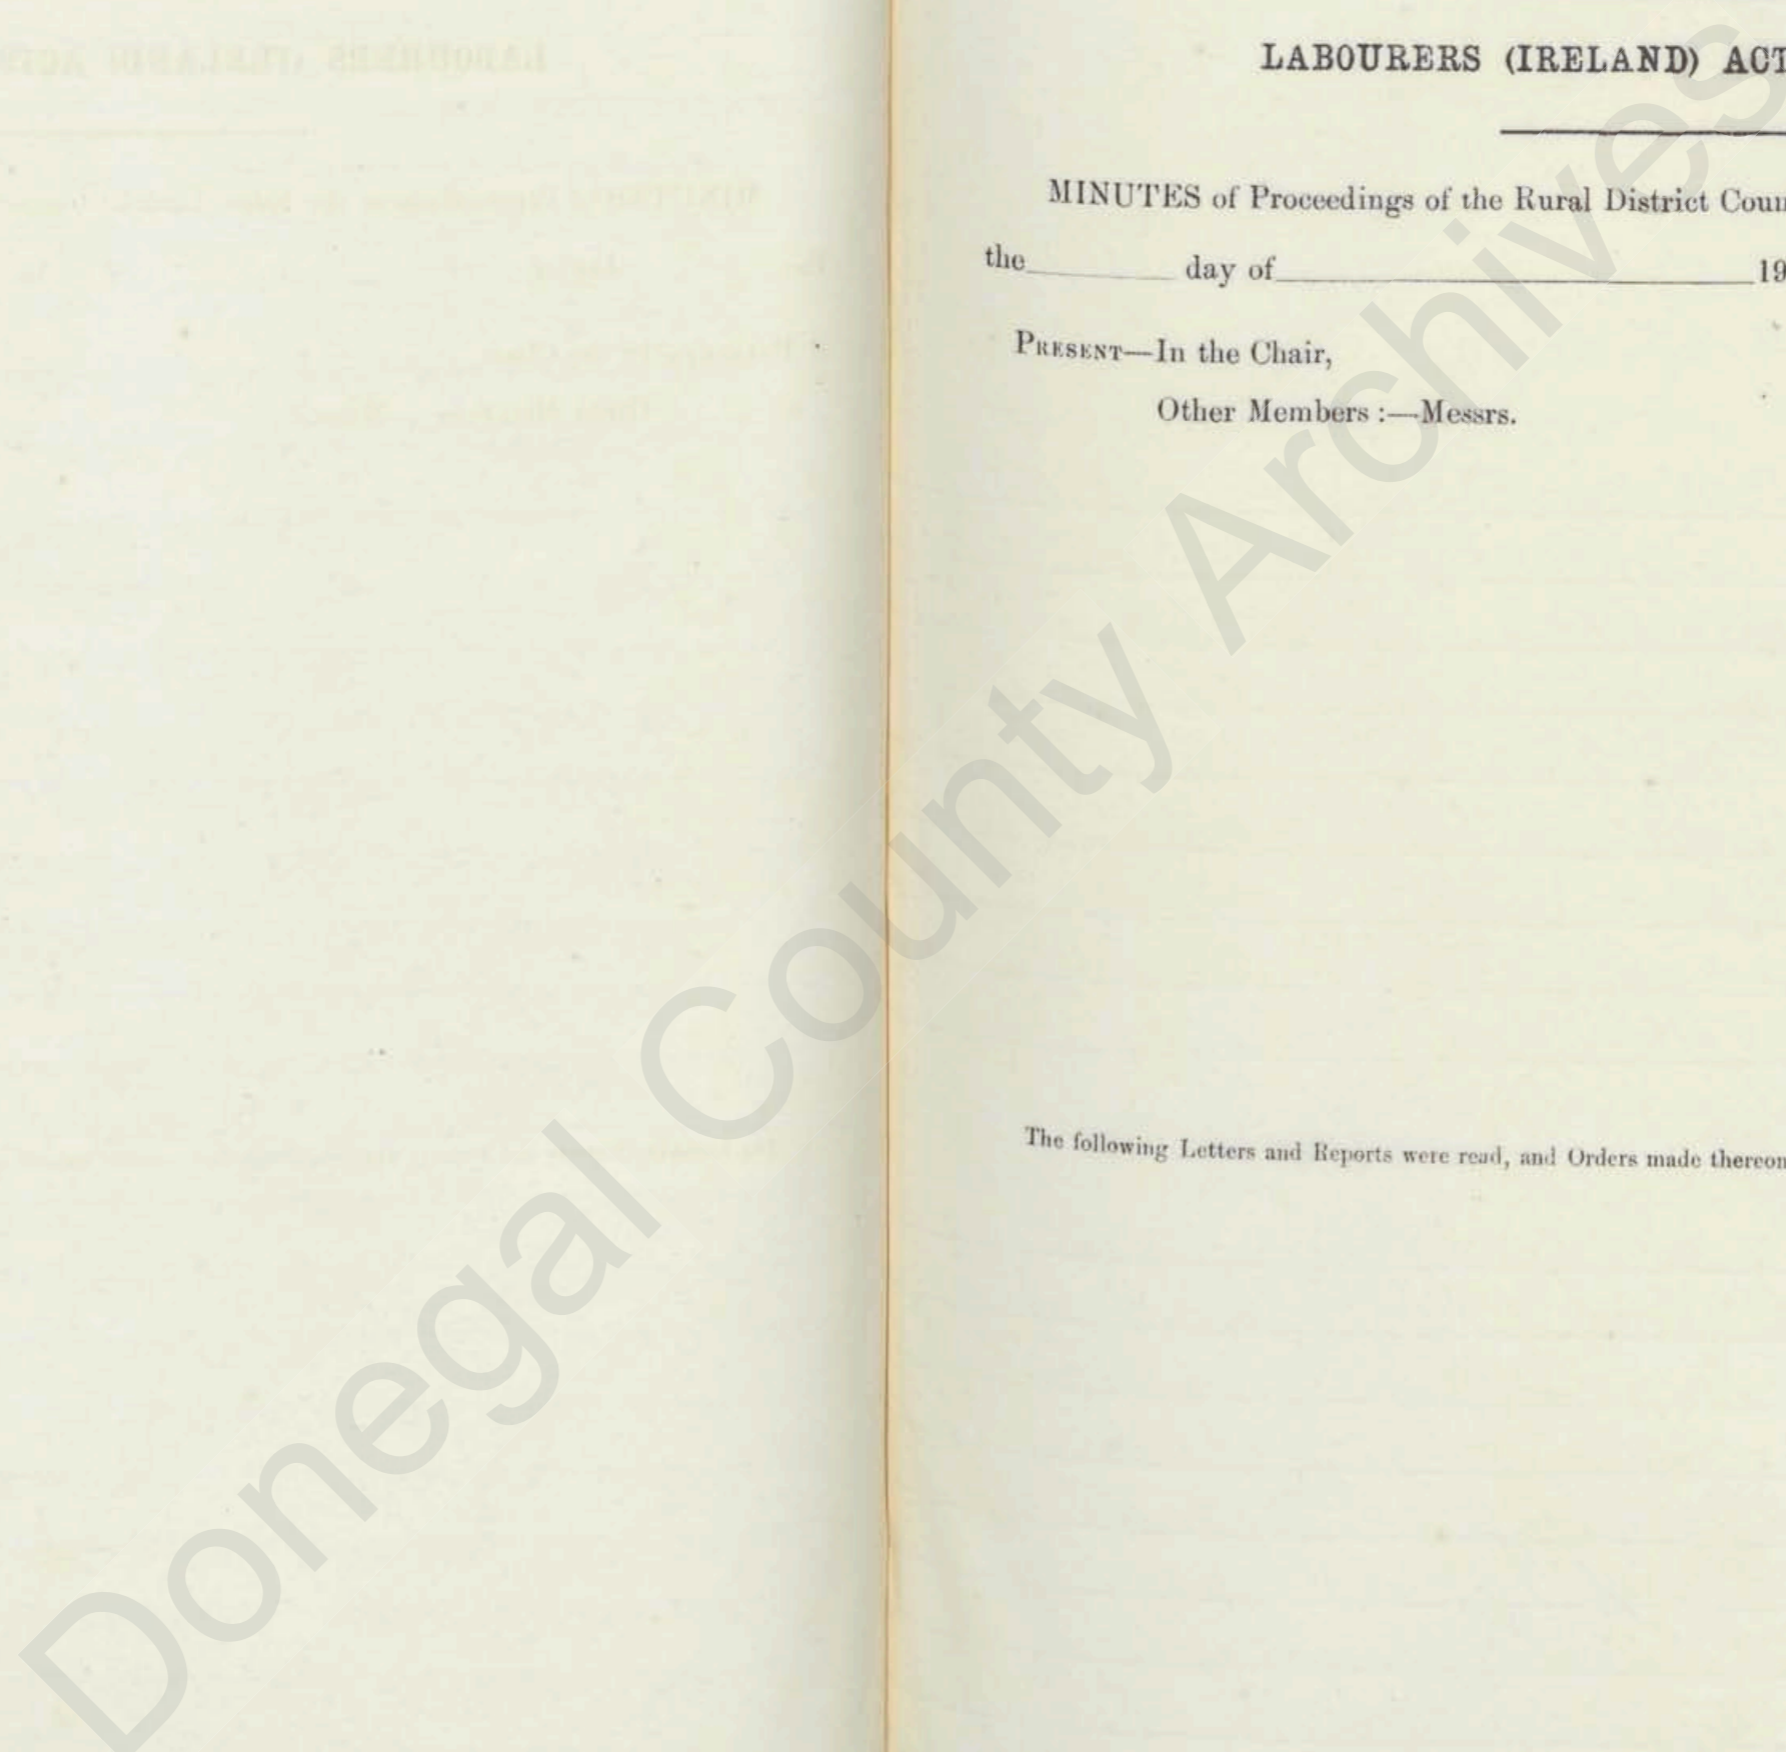 LABOURERS (IRELAND) ACT
MINUTES of Proceedings of the Rural District Coun
the day of 19
PRESENT—In the Chair,
Other Members :—Messrs.
The following Letters and Reports were read, and Orders made thereon
Donegal County Archives